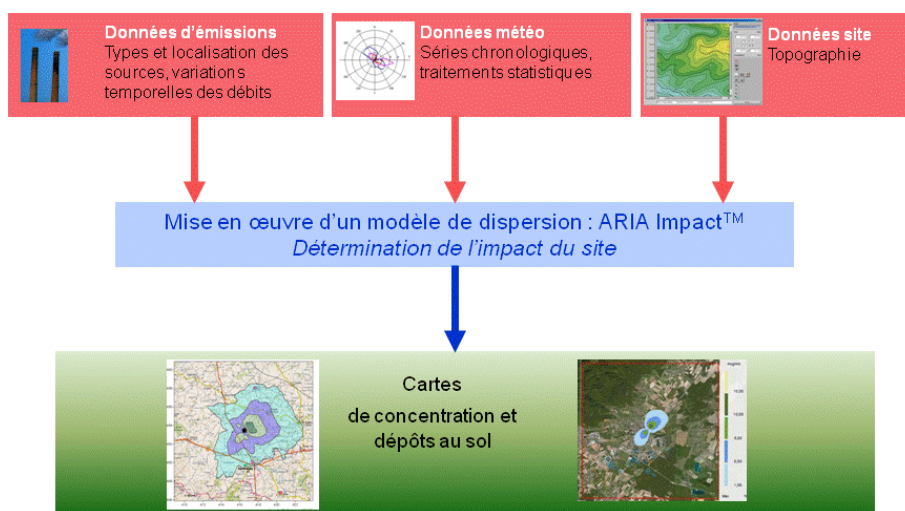 Données d'émissions
Types et localisation des
sources, variations
temporelles des débits
Données météo
Séries chronologiques,
traitements statistiques
Données site
Topographie
Mise en œuvre d'un modèle de dispersion : ARIA Impact™
Détermination de l'impact du site
Cartes
de concentration et
dépôts au sol